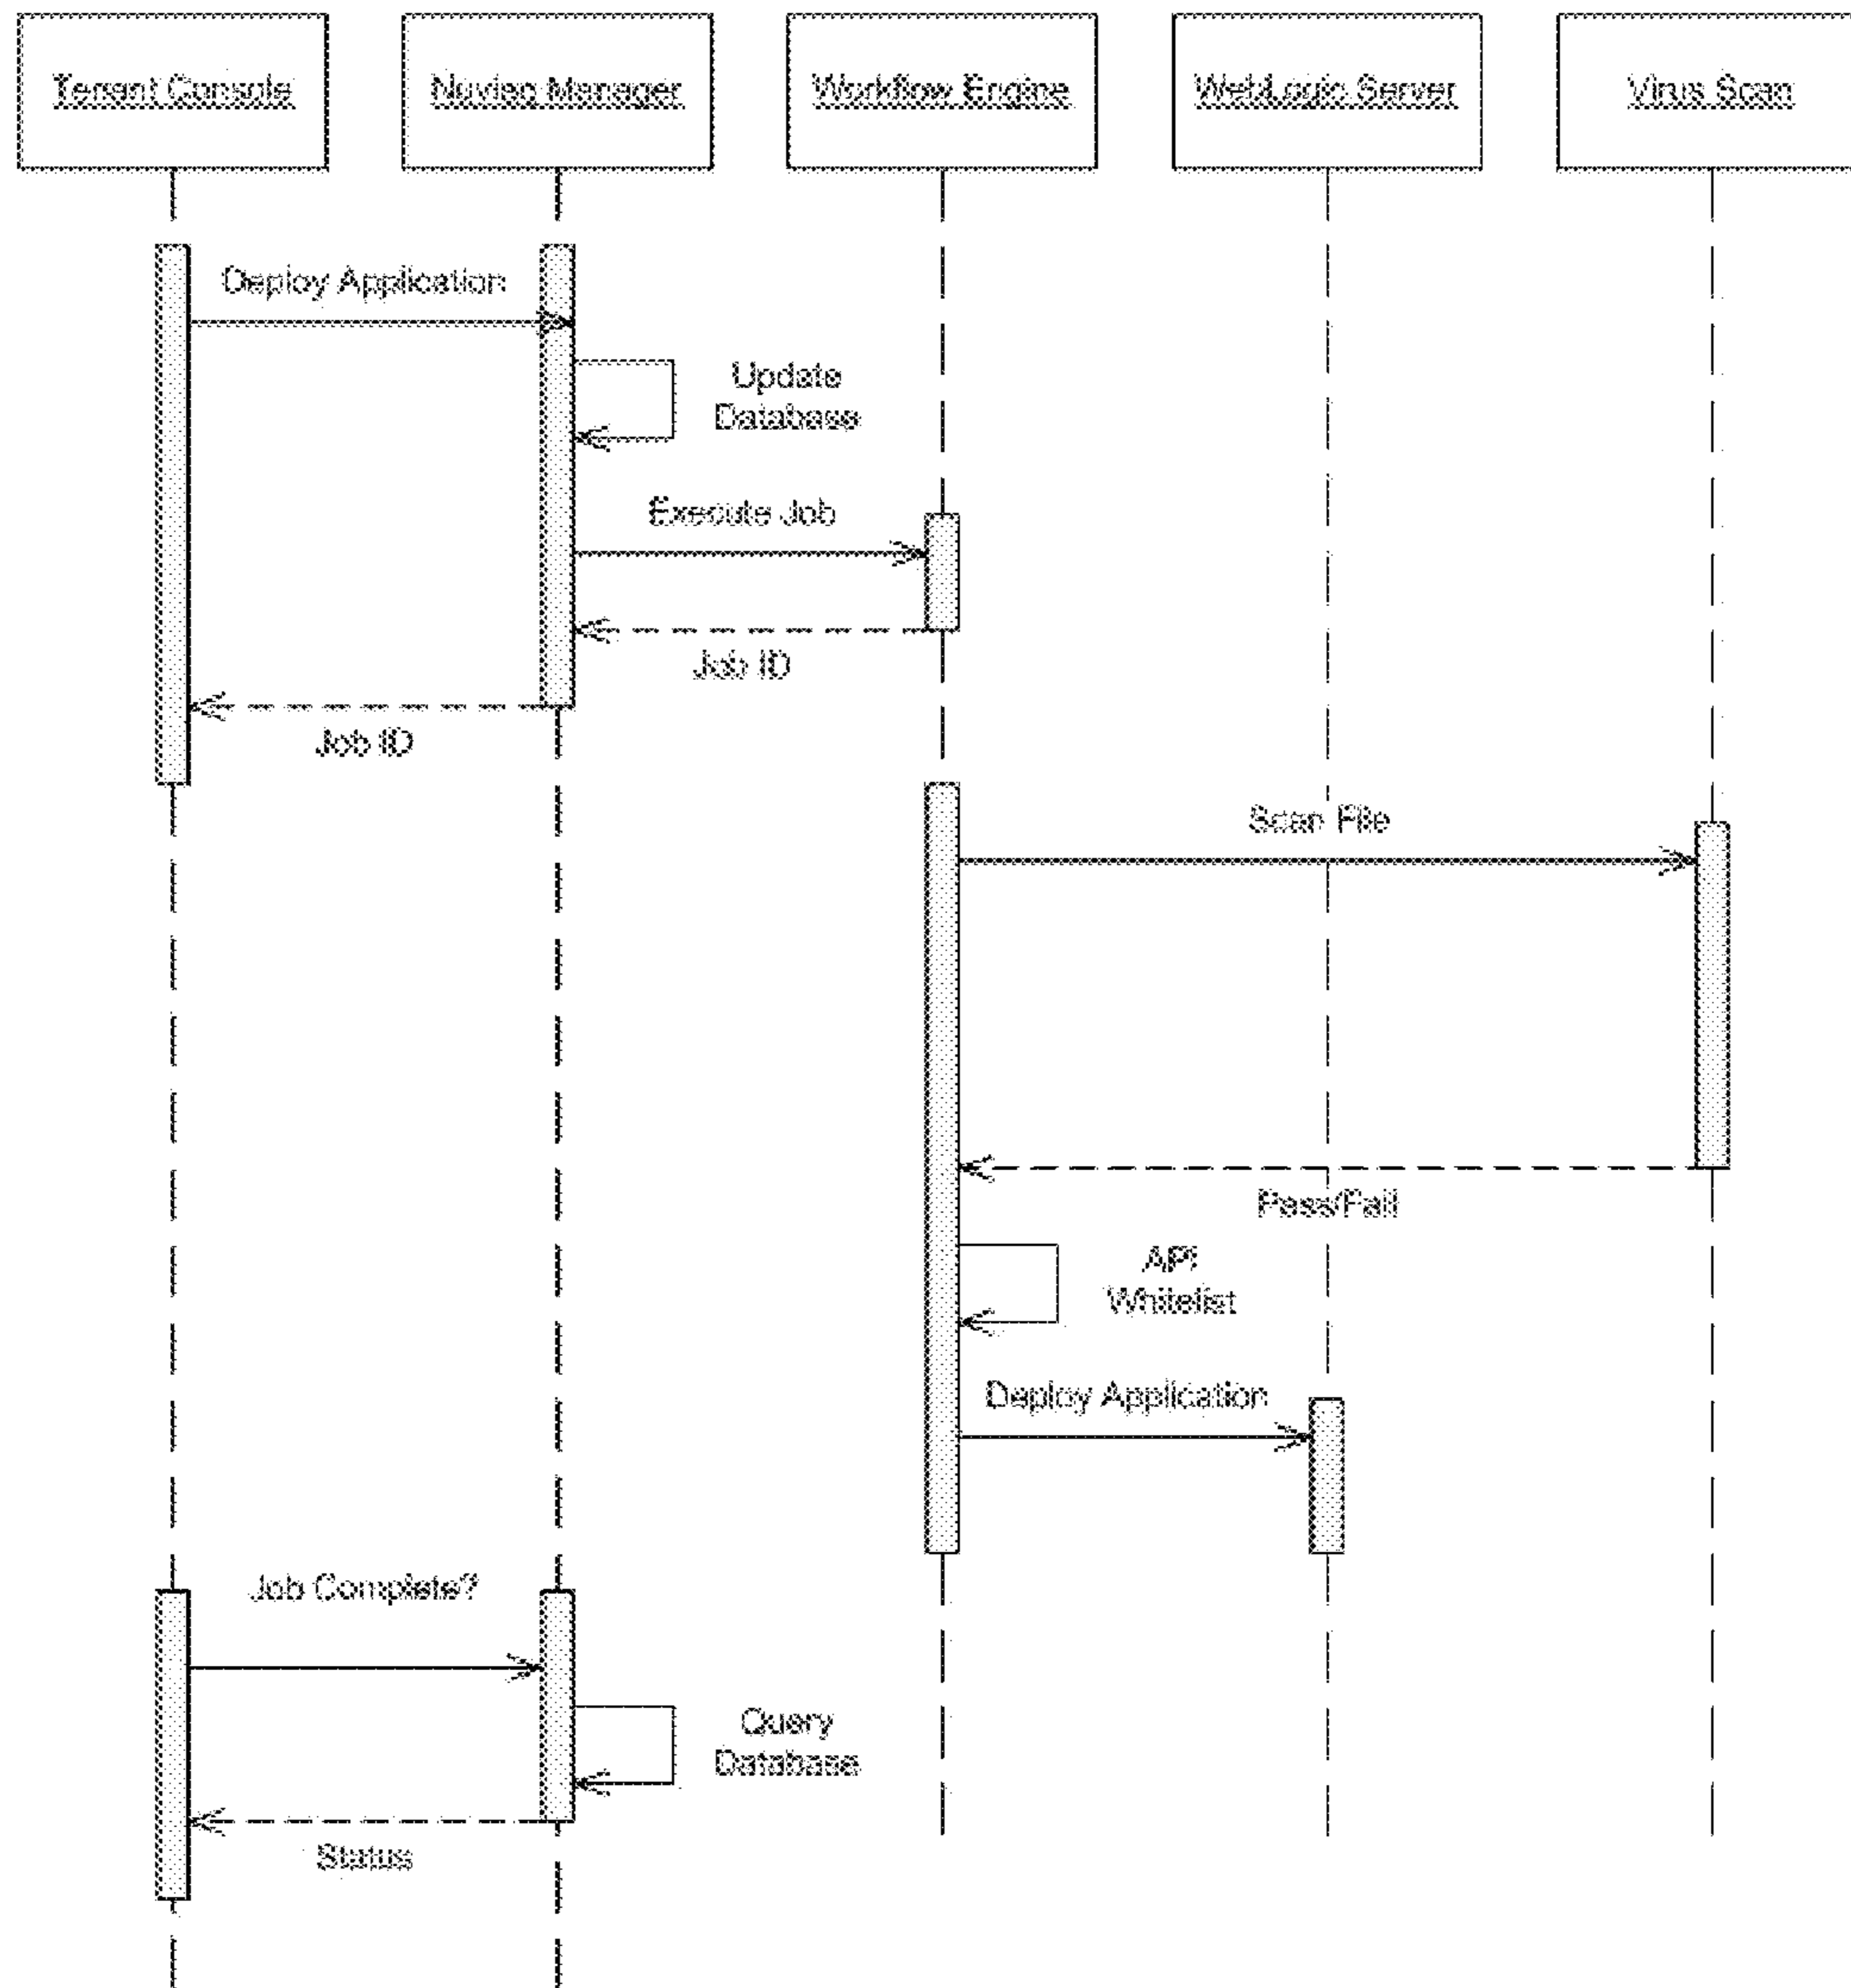 Tenant Console
Nuviaq Manager
Workflow Engine
WebLogic Server
Virus Scan
Deploy Application
Update
Database
Execute Job
Job ID
Job ID
Scan File
Pass/Fail
API
Whitelist
Deploy Application
Job Complete?
Query
Database
Status